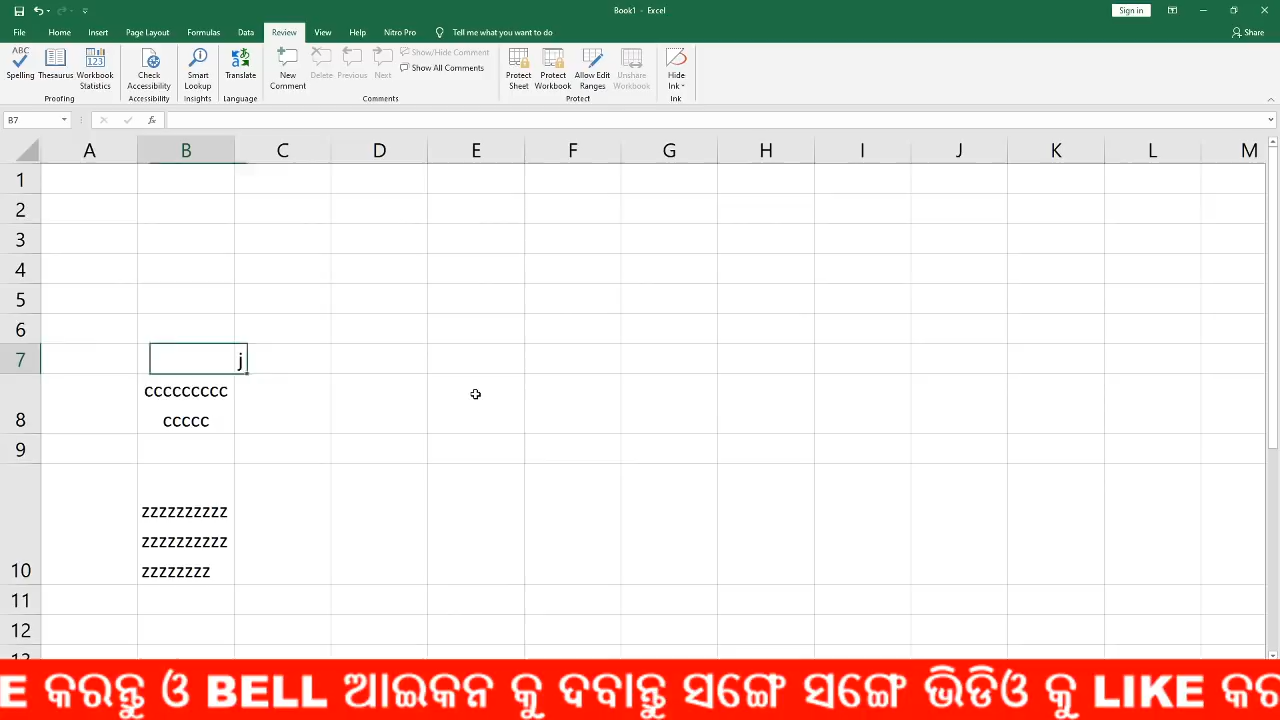 Book1 - Excel
Sign in
File Home Insert Page Layout Formulas Data Review View Help Nitro Pro Tell me what you want to do Share
ABC
123
Spelling Thesaurus Workbook Statistics
Check Accessibility
Smart Lookup
Translate
New Comment Delete Previous Next
Show/Hide Comment
Show All Comments
Protect Sheet Protect Workbook Allow Edit Ranges Unshare Workbook
Hide Ink
Proofing Accessibility Insights Language Comments Protect Ink
B7 fx
A B C D E F G H I J K L M
1
2
3
4
5
6
7 j
ccccccccc
8 ccccc
9
zzzzzzzzzz
zzzzzzzzzz
10 zzzzzzzz
11
12
13
E କରନ୍ତୁ ଓ BELL ଆଇକନ କୁ ଦବାନ୍ତୁ ସଙ୍ଗେ ସଙ୍ଗେ ଭିଡିଓ କୁ LIKE କର